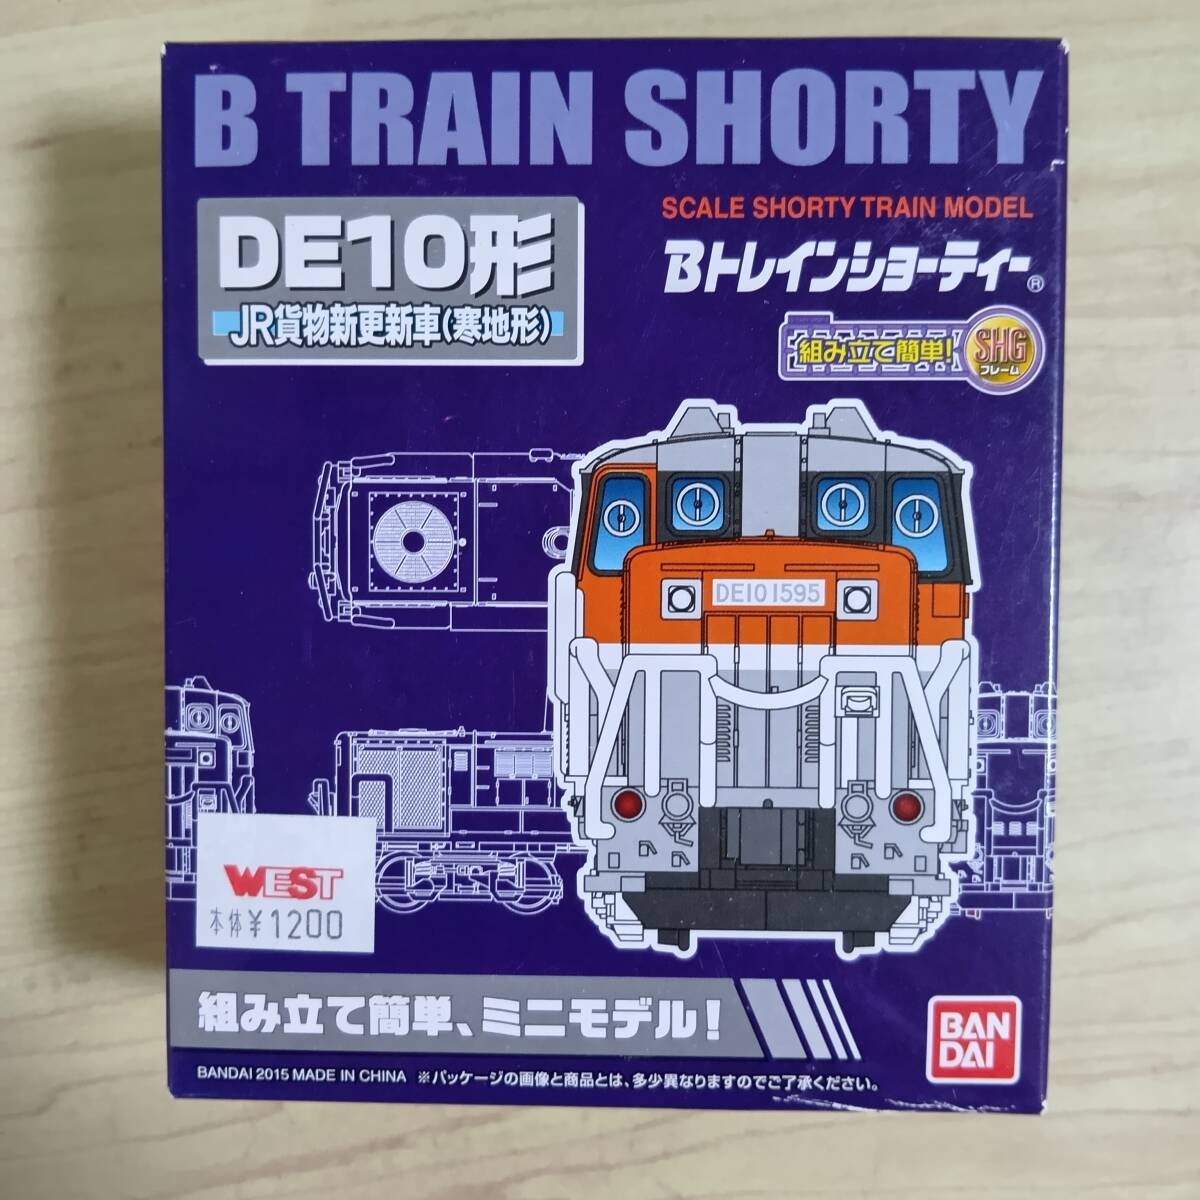 B TRAIN SHORTY
DE10形
JR貨物新更新車(寒地形)
SCALE SHORTY TRAIN MODEL
Bトレインショーティー®
組み立て簡単!
SHG
フレーム
DE101595
WEST
本体¥1200
組み立て簡単、ミニモデル!
BAN
DAI
BANDAI 2015 MADE IN CHINA ※パッケージの画像と商品とは、多少異なりますのでご了承ください。